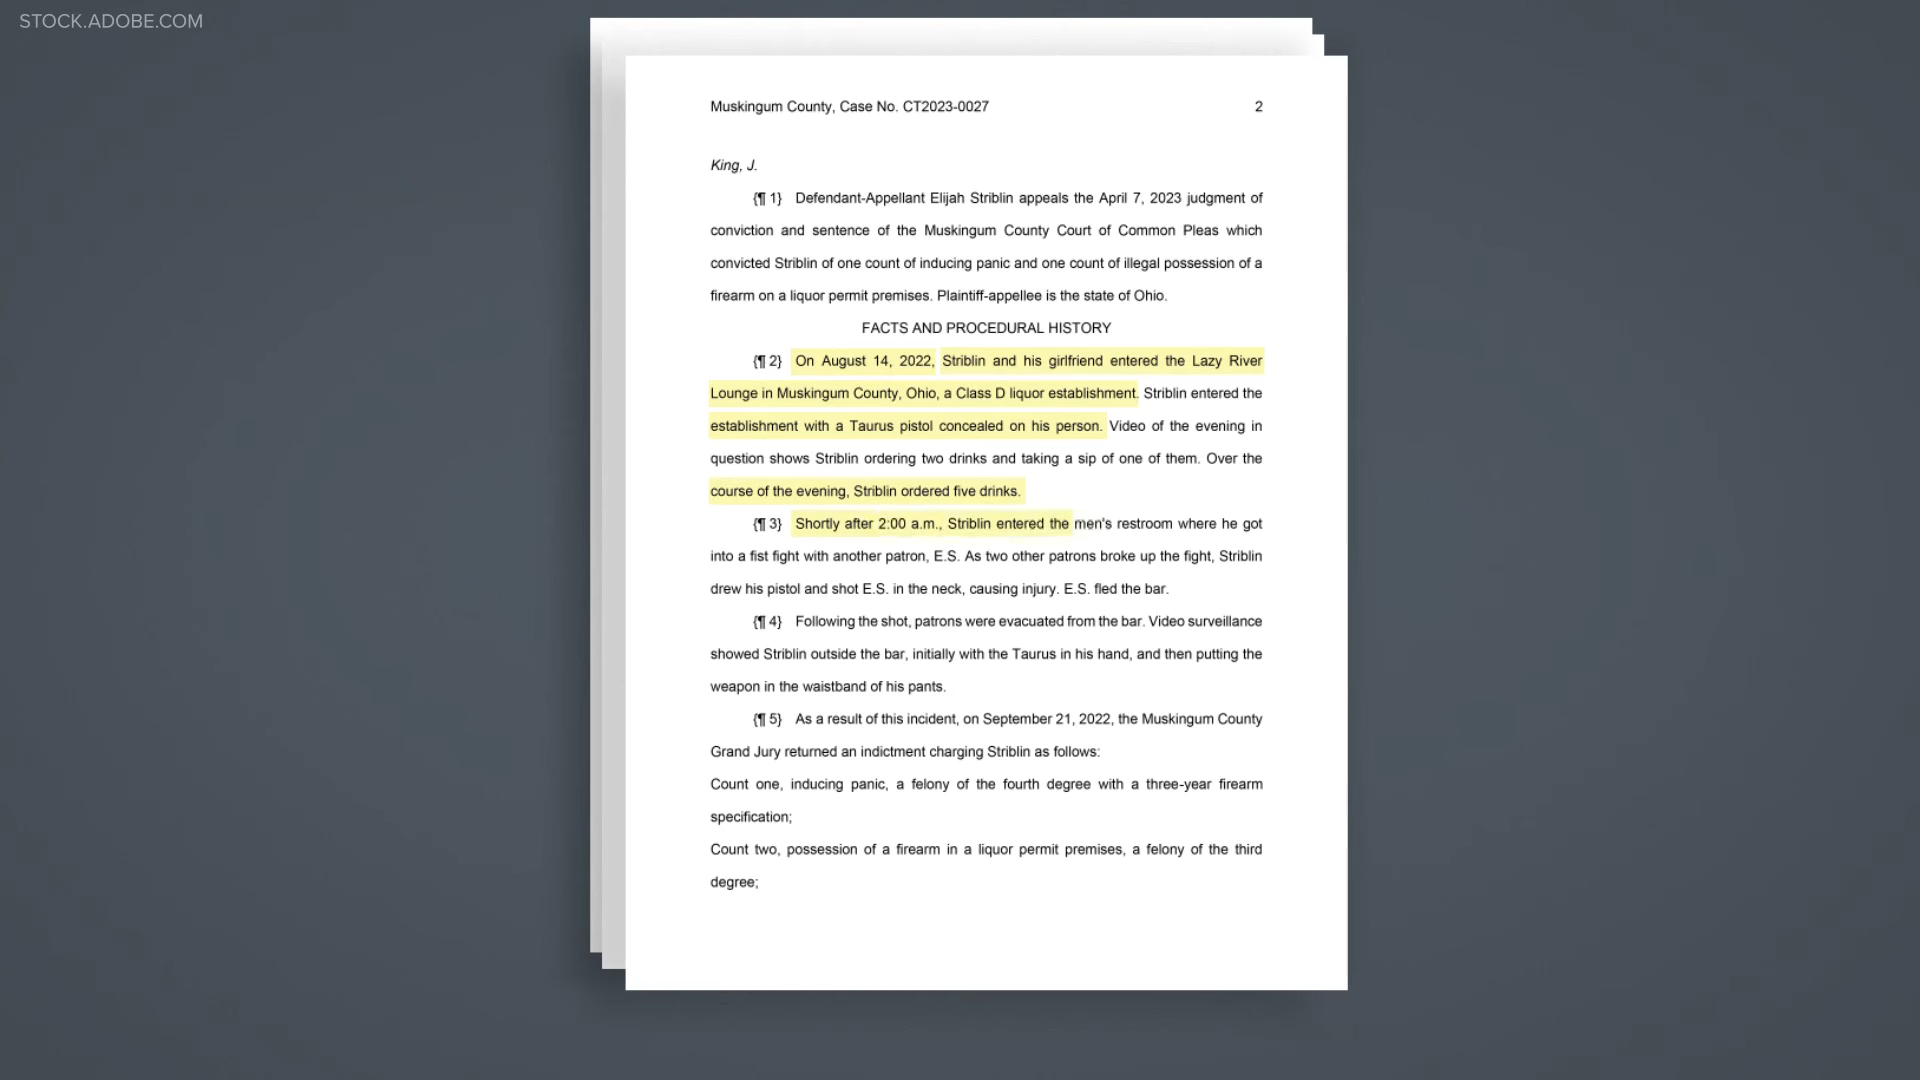 STOCK.ADOBE.COM
Muskingum County, Case No. CT2023-0027 2
King, J.
{¶ 1} Defendant-Appellant Elijah Striblin appeals the April 7, 2023 judgment of
conviction and sentence of the Muskingum County Court of Common Pleas which
convicted Striblin of one count of inducing panic and one count of illegal possession of a
firearm on a liquor permit premises. Plaintiff-appellee is the state of Ohio.
FACTS AND PROCEDURAL HISTORY
{¶ 2} On August 14, 2022, Striblin and his girlfriend entered the Lazy River
Lounge in Muskingum County, Ohio, a Class D liquor establishment. Striblin entered the
establishment with a Taurus pistol concealed on his person. Video of the evening in
question shows Striblin ordering two drinks and taking a sip of one of them. Over the
course of the evening, Striblin ordered five drinks.
{¶ 3} Shortly after 2:00 a.m., Striblin entered the men's restroom where he got
into a fist fight with another patron, E.S. As two other patrons broke up the fight, Striblin
drew his pistol and shot E.S. in the neck, causing injury. E.S. fled the bar.
{¶ 4} Following the shot, patrons were evacuated from the bar. Video surveillance
showed Striblin outside the bar, initially with the Taurus in his hand, and then putting the
weapon in the waistband of his pants.
{¶ 5} As a result of this incident, on September 21, 2022, the Muskingum County
Grand Jury returned an indictment charging Striblin as follows:
Count one, inducing panic, a felony of the fourth degree with a three-year firearm
specification;
Count two, possession of a firearm in a liquor permit premises, a felony of the third
degree;